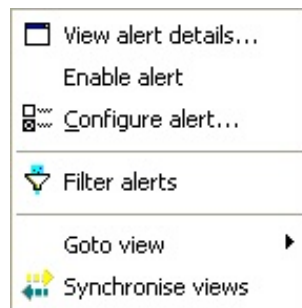 View alert details...
Enable alert
Configure alert...
Filter alerts
Goto view
Synchronise views